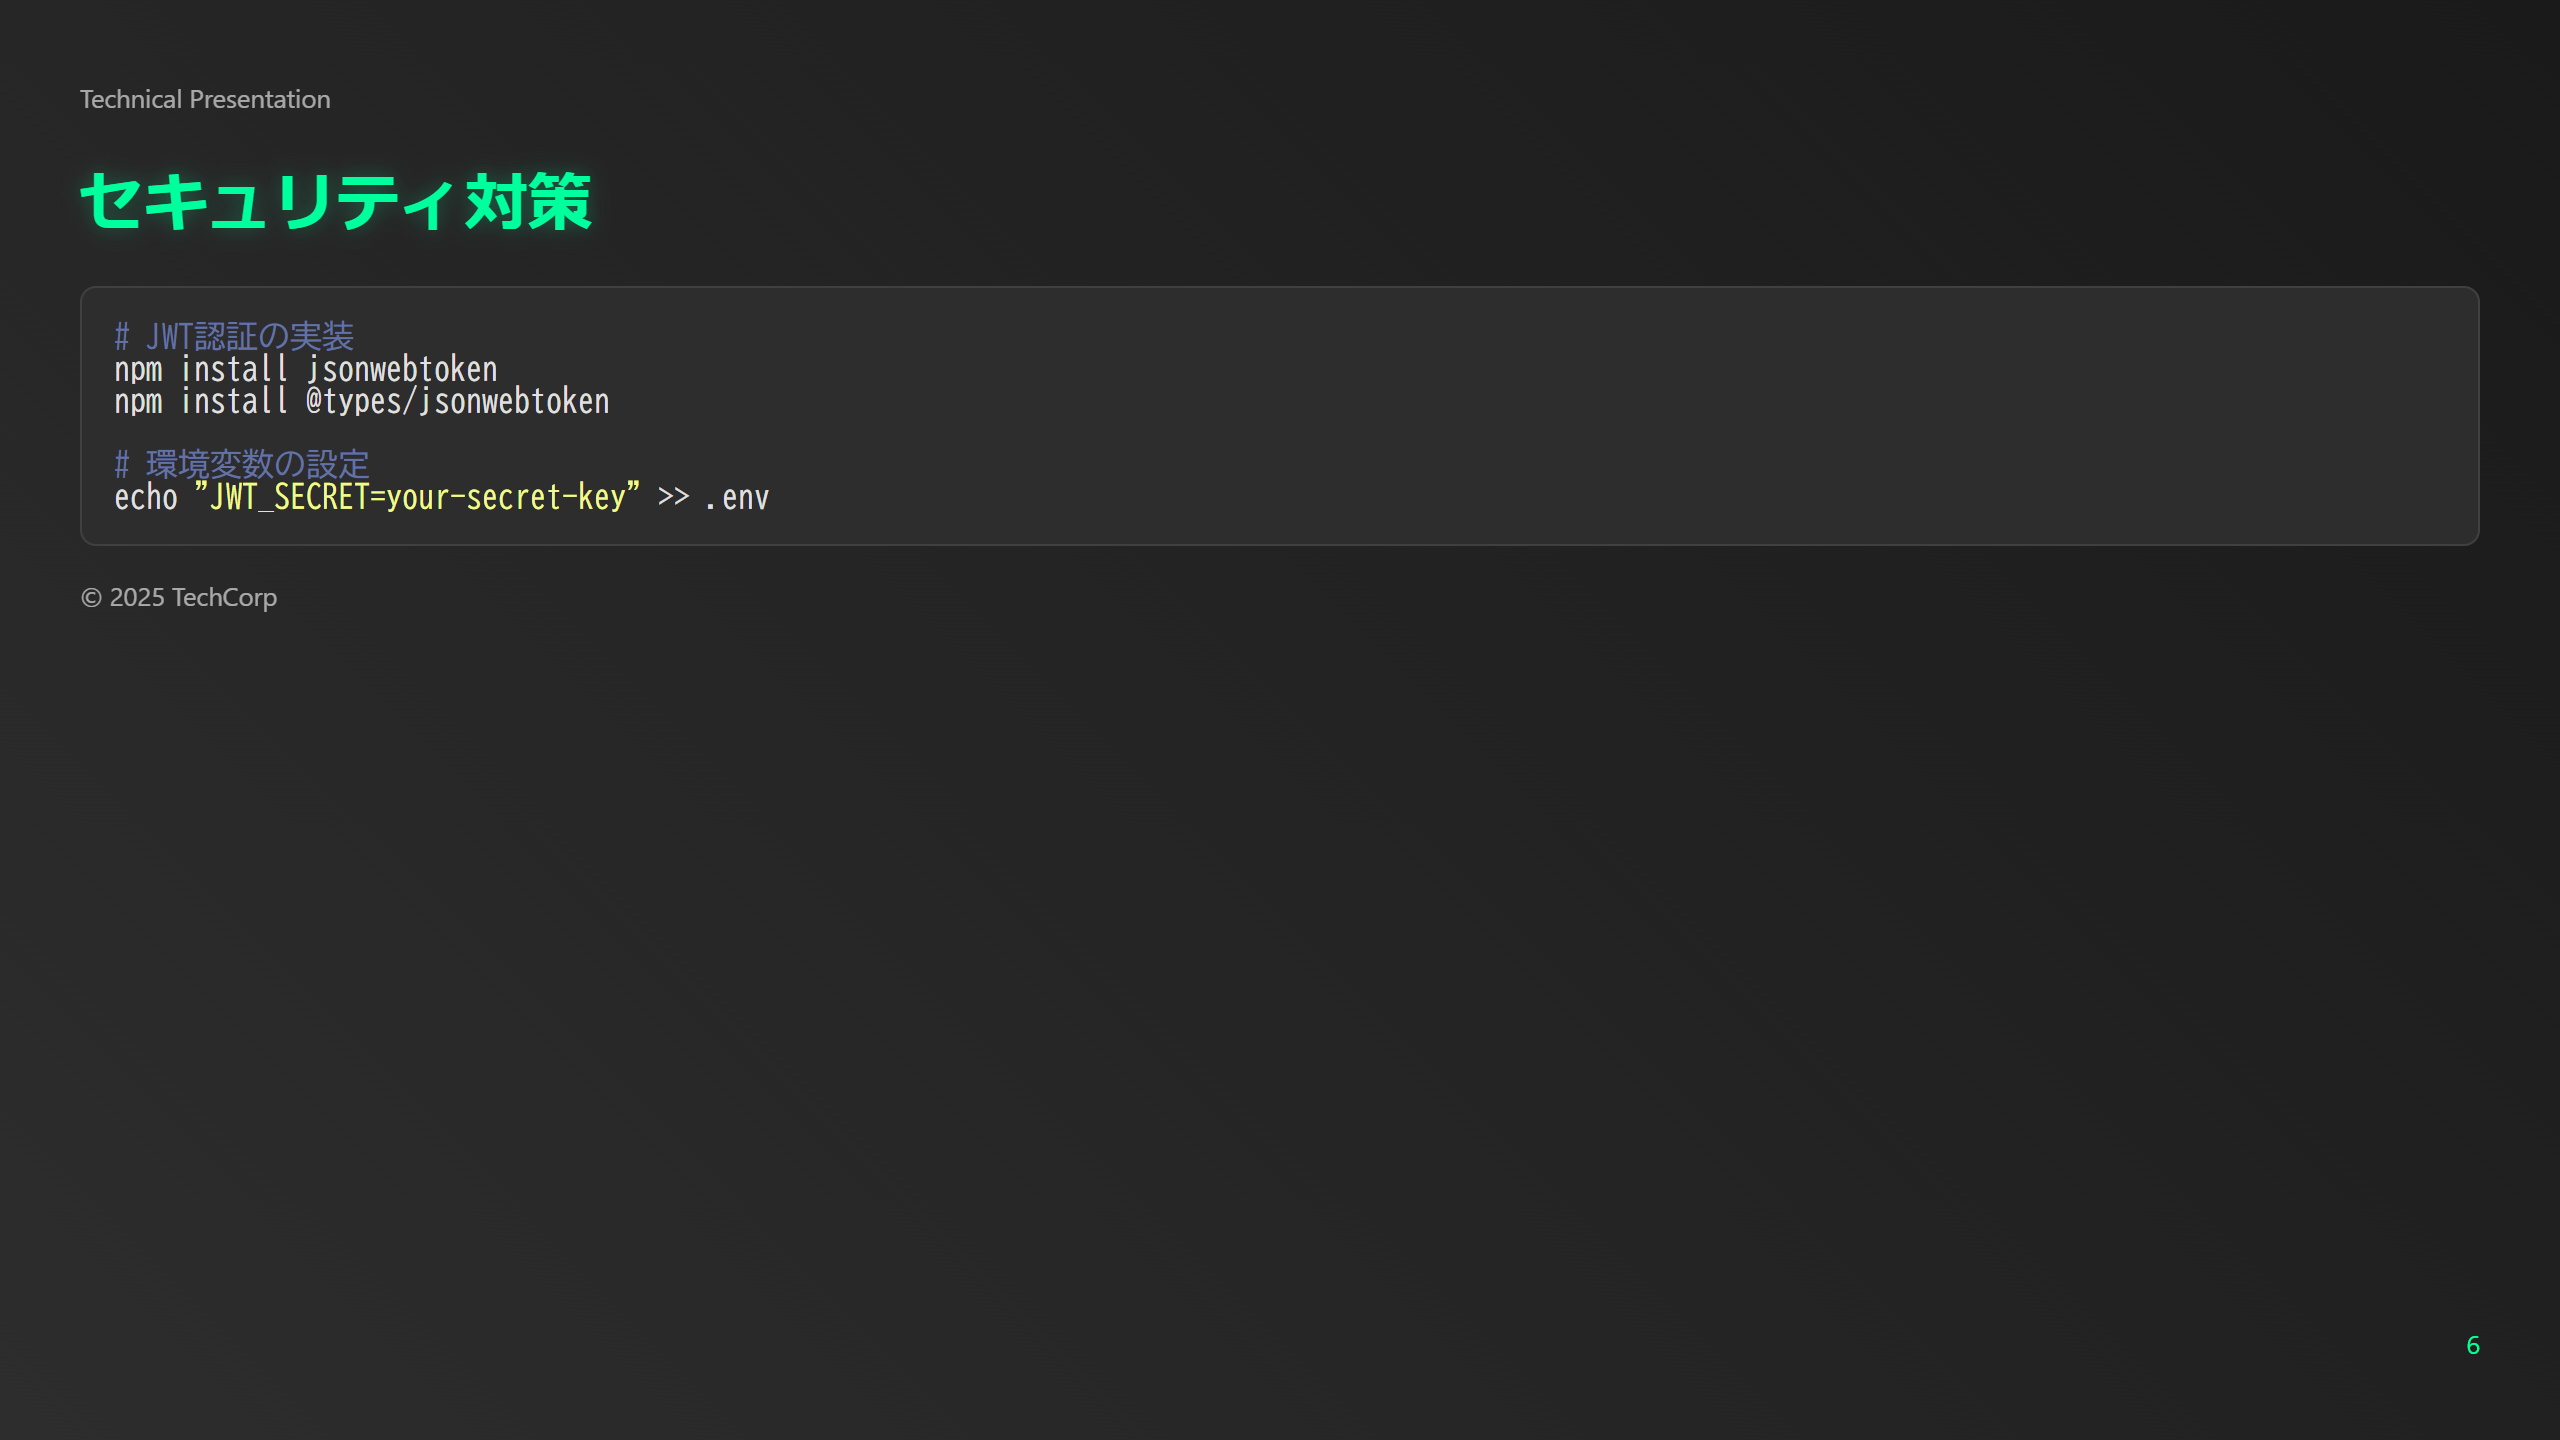 Technical Presentation
セキュリティ対策
# JWT認証の実装
npm install jsonwebtoken
npm install @types/jsonwebtoken
# 環境変数の設定
echo "JWT_SECRET=your-secret-key" >> .env
© 2025 TechCorp
6